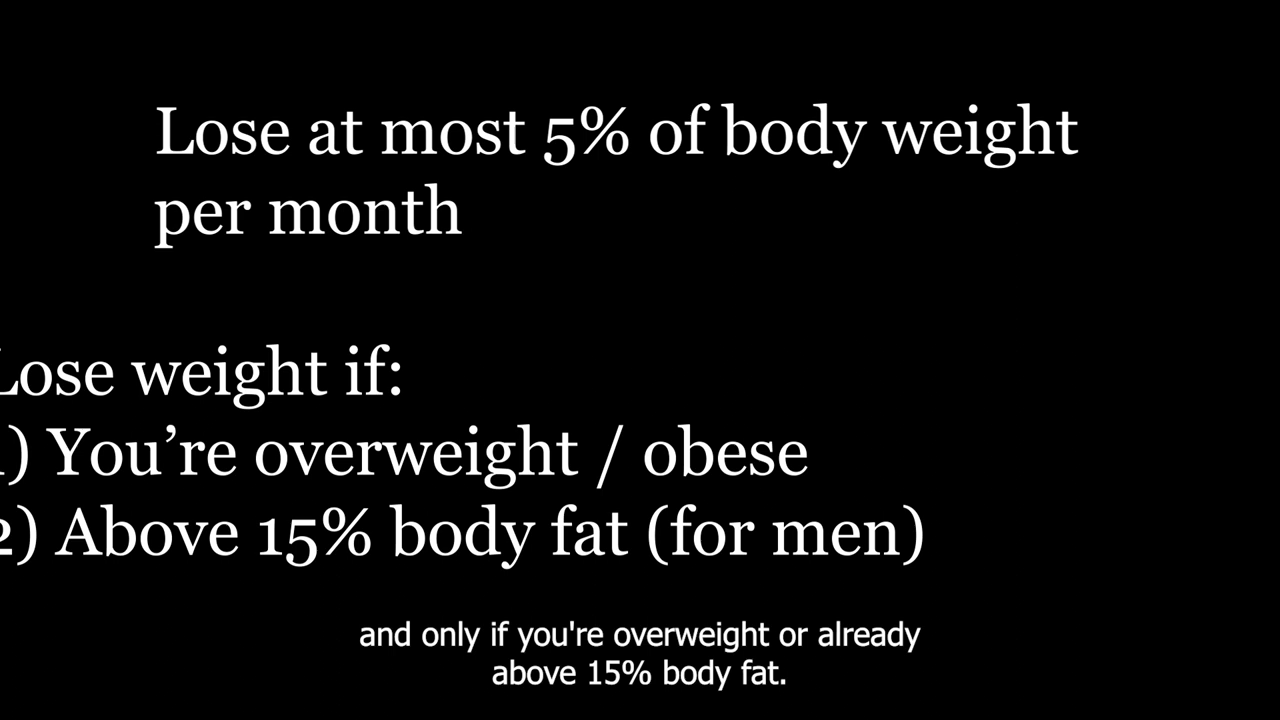 Lose at most 5% of body weight
per month
Lose weight if:
1) You’re overweight / obese
2) Above 15% body fat (for men)
and only if you're overweight or already
above 15% body fat.